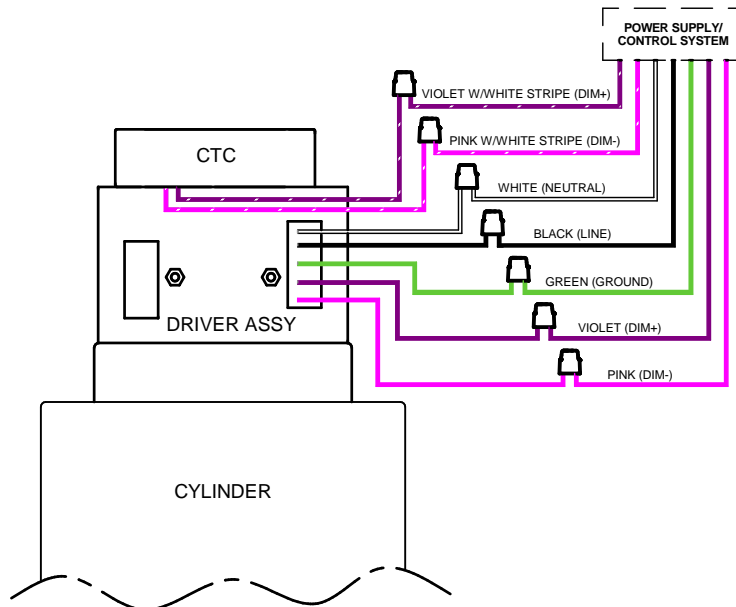 POWER SUPPLY/
CONTROL SYSTEM
VIOLET W/WHITE STRIPE (DIM+)
PINK W/WHITE STRIPE (DIM-)
CTC
WHITE (NEUTRAL)
BLACK (LINE)
GREEN (GROUND)
DRIVER ASSY
VIOLET (DIM+)
PINK (DIM-)
CYLINDER